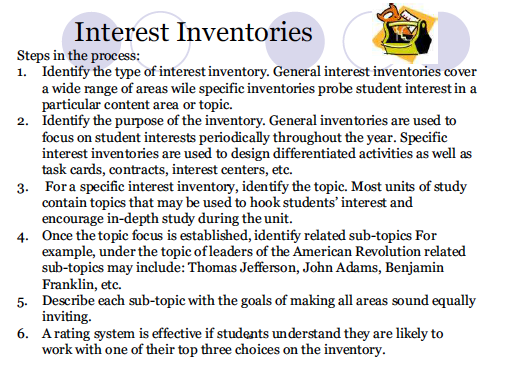 Interest Inventories
Steps in the process:
1. Identify the type of interest inventory. General interest inventories cover
a wide range of areas wile specific inventories probe student interest in a
particular content area or topic.
2. Identify the purpose of the inventory. General inventories are used to
focus on student interests periodically throughout the year. Specific
interest inventories are used to design differentiated activities as well as
task cards, contracts, interest centers, etc.
3. For a specific interest inventory, identify the topic. Most units of study
contain topics that may be used to hook students' interest and
encourage in-depth study during the unit.
4. Once the topic focus is established, identify related sub-topics For
example, under the topic of leaders of the American Revolution related
sub-topics may include: Thomas Jefferson, John Adams, Benjamin
Franklin, etc.
5. Describe each sub-topic with the goals of making all areas sound equally
inviting.
6. A rating system is effective if students understand they are likely to
work with one of their top three choices on the inventory.